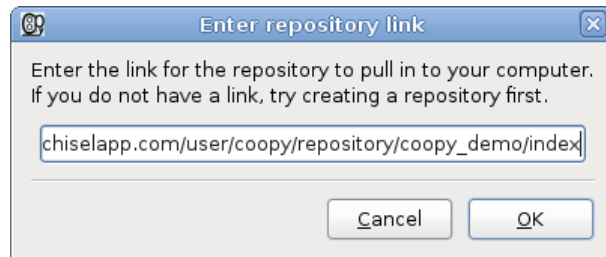 Enter repository link
Enter the link for the repository to pull in to your computer.
If you do not have a link, try creating a repository first.
chiselapp.com/user/coopy/repository/coopy_demo/index
Cancel
OK